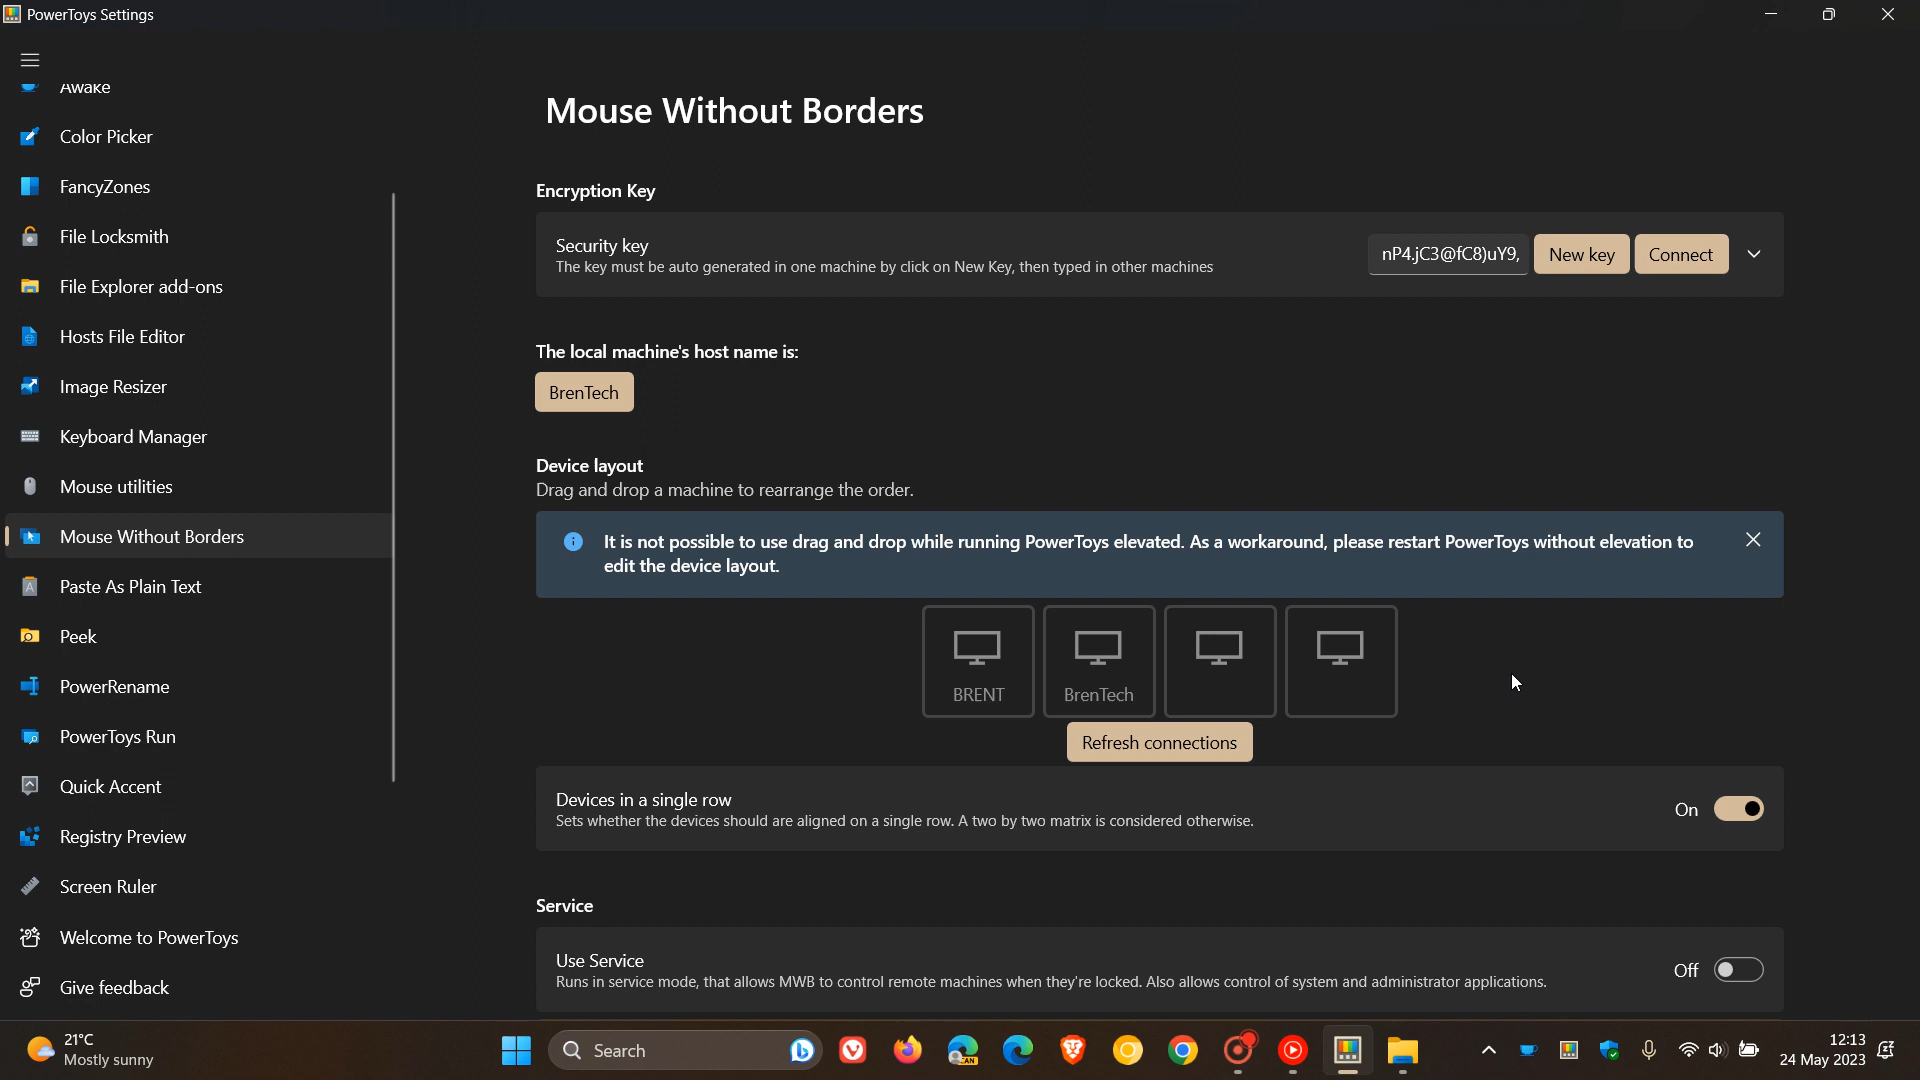 PowerToys Settings
Awake
Color Picker
FancyZones
File Locksmith
File Explorer add-ons
Hosts File Editor
Image Resizer
Keyboard Manager
Mouse utilities
Mouse Without Borders
Paste As Plain Text
Peek
PowerRename
PowerToys Run
Quick Accent
Registry Preview
Screen Ruler
Welcome to PowerToys
Give feedback
Mouse Without Borders
Encryption Key
Security key
The key must be auto generated in one machine by click on New Key, then typed in other machines
nP4.jC3@fC8)uY9,
New key
Connect
The local machine's host name is:
BrenTech
Device layout
Drag and drop a machine to rearrange the order.
It is not possible to use drag and drop while running PowerToys elevated. As a workaround, please restart PowerToys without elevation to
edit the device layout.
BRENT
BrenTech
Refresh connections
Devices in a single row
Sets whether the devices should are aligned on a single row. A two by two matrix is considered otherwise.
On
Service
Use Service
Runs in service mode, that allows MWB to control remote machines when they're locked. Also allows control of system and administrator applications.
Off
21°C
Mostly sunny
Search
CAN
12:13
24 May 2023